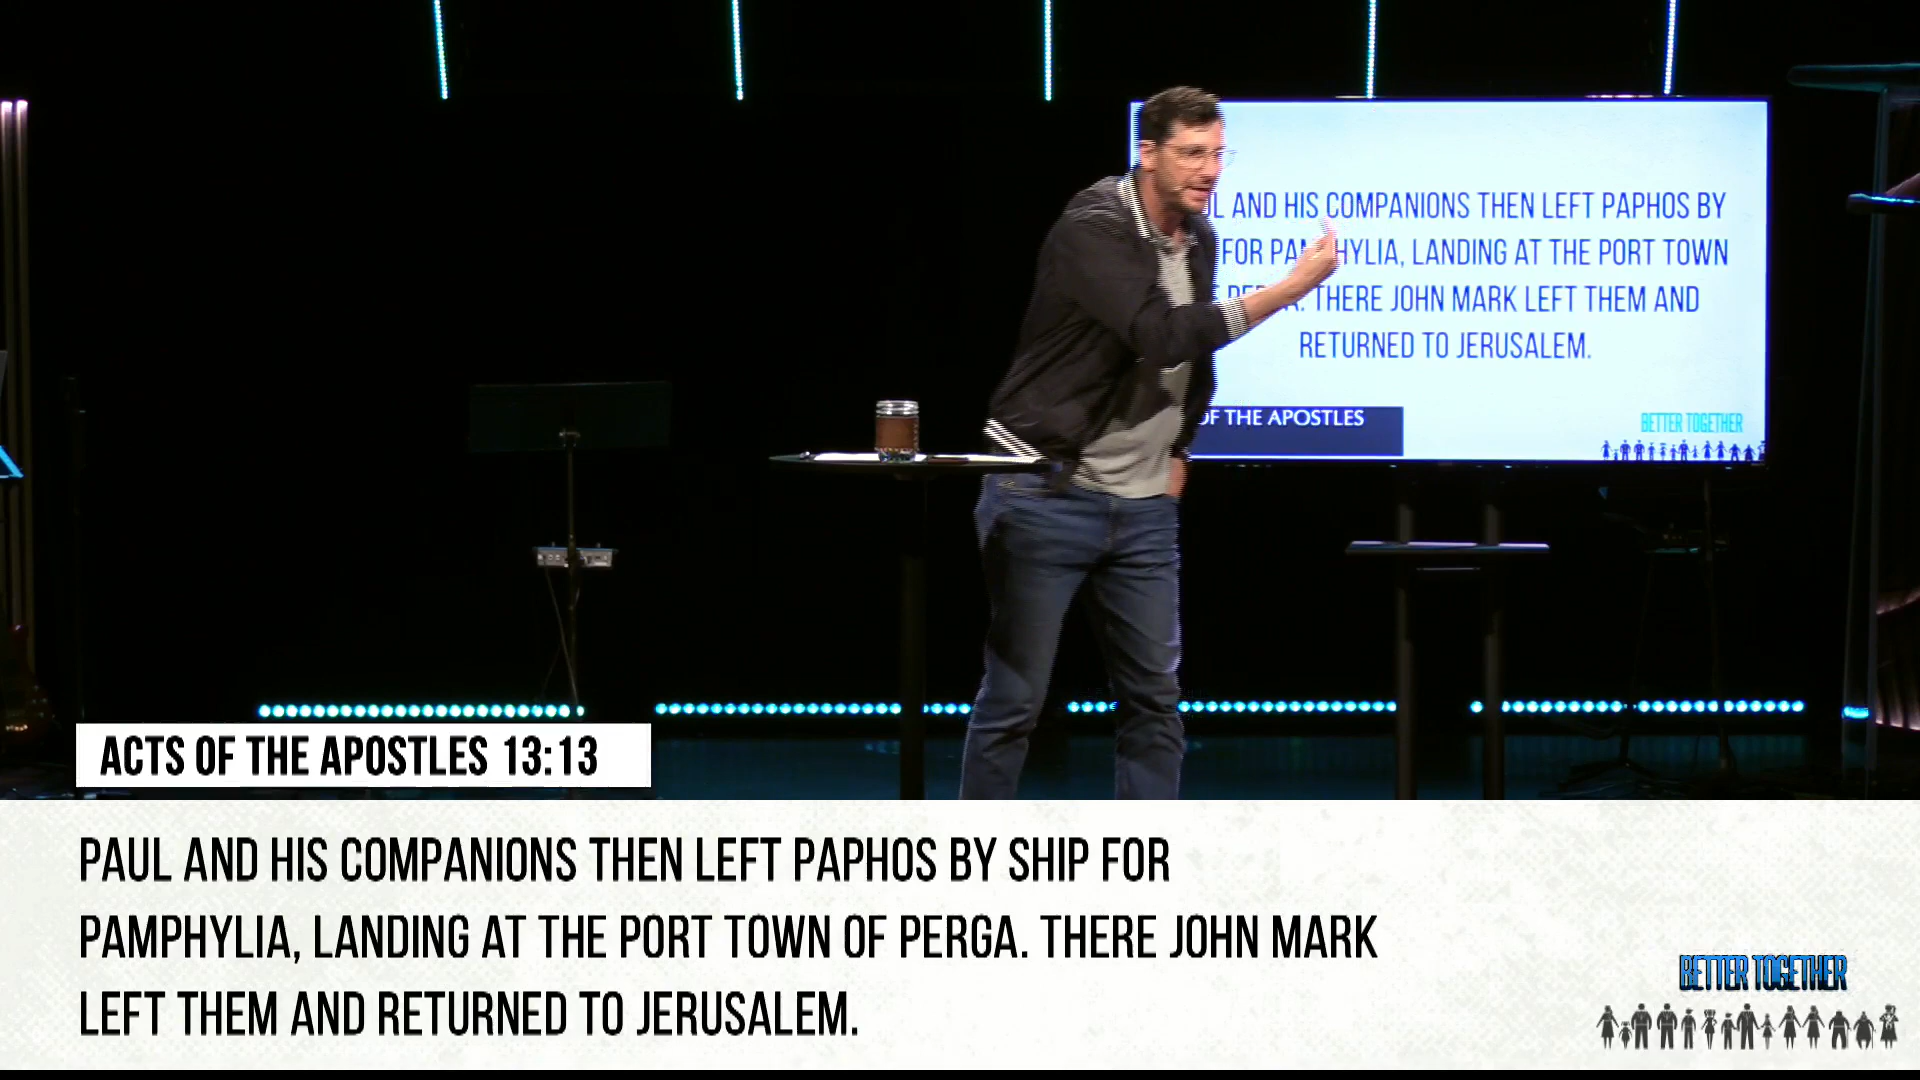 L AND HIS COMPANIONS THEN LEFT PAPHOS BY
FOR PAMPHYLIA, LANDING AT THE PORT TOWN
PERGA. THERE JOHN MARK LEFT THEM AND
RETURNED TO JERUSALEM.
OF THE APOSTLES
BETTER TOGETHER
ACTS OF THE APOSTLES 13:13
PAUL AND HIS COMPANIONS THEN LEFT PAPHOS BY SHIP FOR
PAMPHYLIA, LANDING AT THE PORT TOWN OF PERGA. THERE JOHN MARK
LEFT THEM AND RETURNED TO JERUSALEM.
BETTER TOGETHER